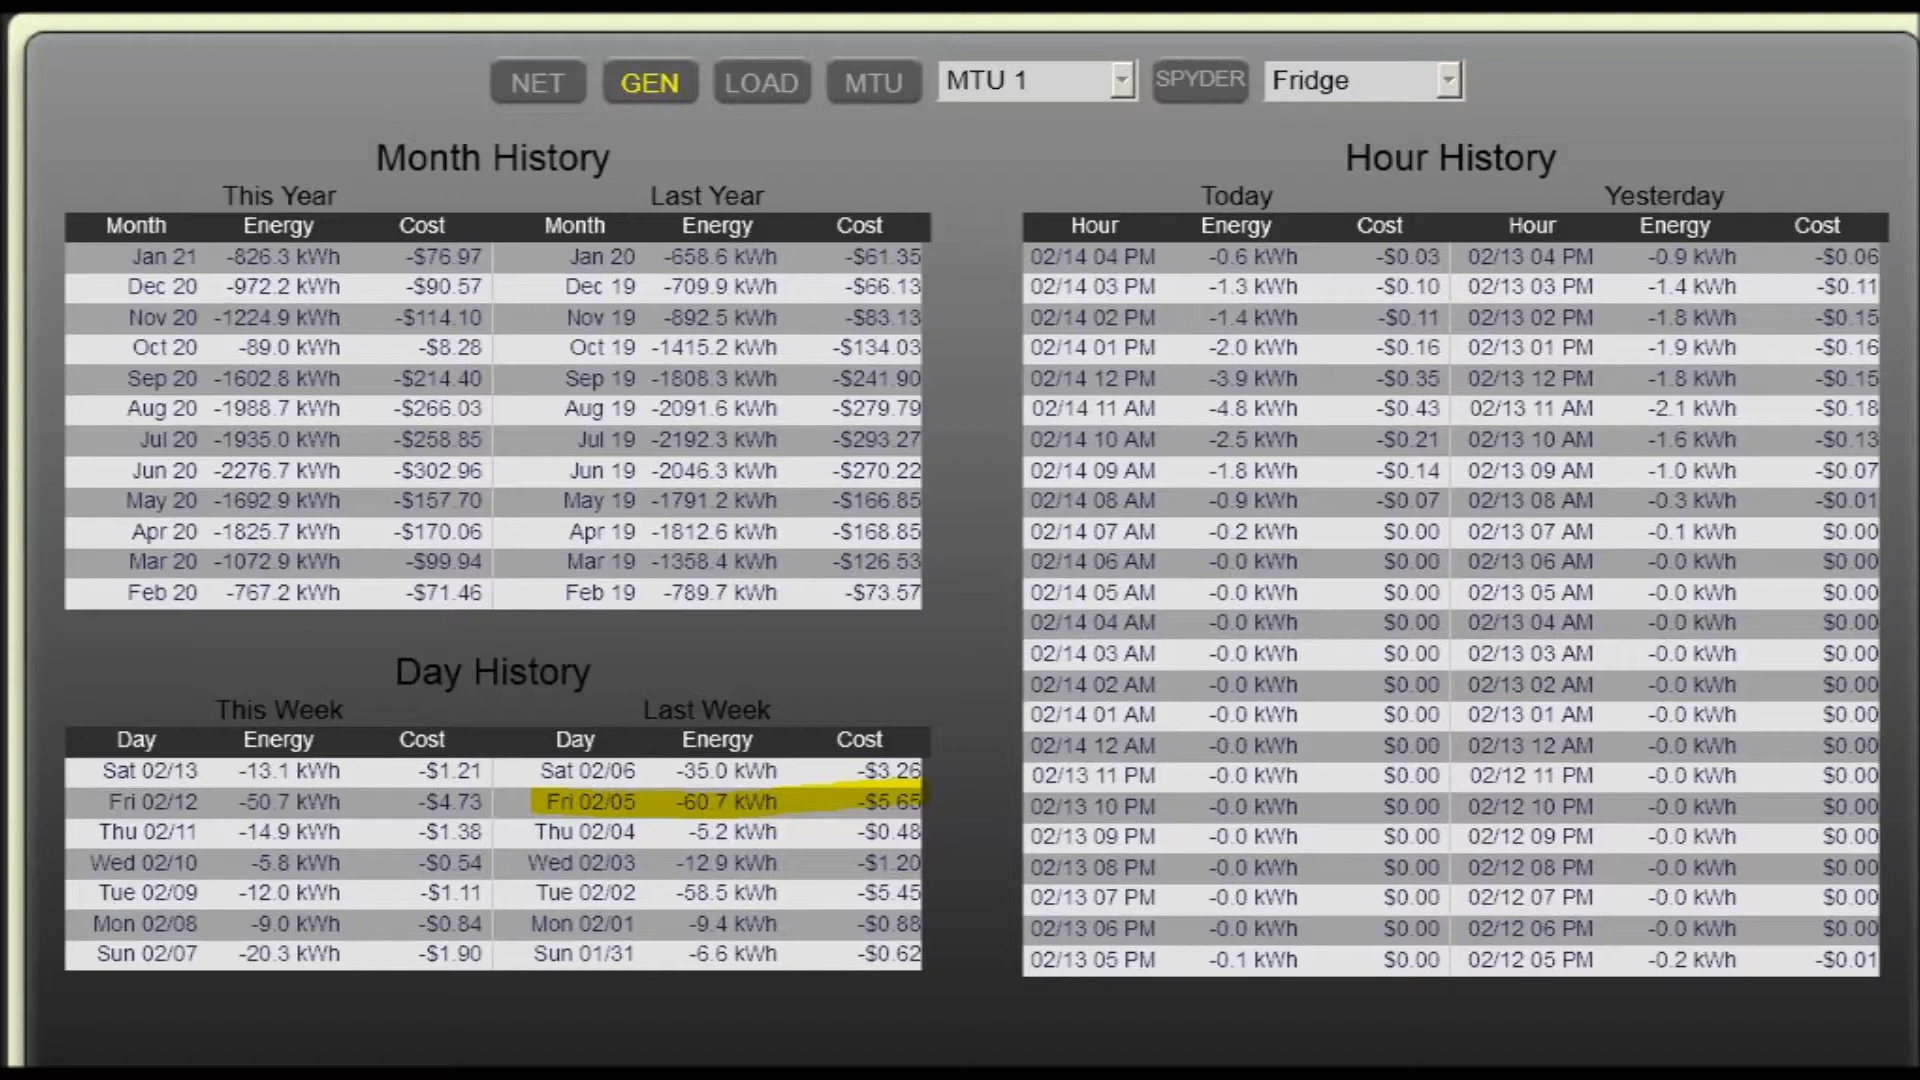 NET GEN LOAD MTU MTU 1 SPYDER Fridge
Month History
This Year Last Year
Month Energy Cost Month Energy Cost
Jan 21 -826.3 kWh -$76.97 Jan 20 -658.6 kWh -$61.35
Dec 20 -972.2 kWh -$90.57 Dec 19 -709.9 kWh -$66.13
Nov 20 -1224.9 kWh -$114.10 Nov 19 -892.5 kWh -$83.13
Oct 20 -89.0 kWh -$8.28 Oct 19 -1415.2 kWh -$134.03
Sep 20 -1602.8 kWh -$214.40 Sep 19 -1808.3 kWh -$241.90
Aug 20 -1988.7 kWh -$266.03 Aug 19 -2091.6 kWh -$279.79
Jul 20 -1935.0 kWh -$258.85 Jul 19 -2192.3 kWh -$293.27
Jun 20 -2276.7 kWh -$302.96 Jun 19 -2046.3 kWh -$270.22
May 20 -1692.9 kWh -$157.70 May 19 -1791.2 kWh -$166.85
Apr 20 -1825.7 kWh -$170.06 Apr 19 -1812.6 kWh -$168.85
Mar 20 -1072.9 kWh -$99.94 Mar 19 -1358.4 kWh -$126.53
Feb 20 -767.2 kWh -$71.46 Feb 19 -789.7 kWh -$73.57
Day History
This Week Last Week
Day Energy Cost Day Energy Cost
Sat 02/13 -13.1 kWh -$1.21 Sat 02/06 -35.0 kWh -$3.26
Fri 02/12 -50.7 kWh -$4.73 Fri 02/05 -60.7 kWh -$5.65
Thu 02/11 -14.9 kWh -$1.38 Thu 02/04 -5.2 kWh -$0.48
Wed 02/10 -5.8 kWh -$0.54 Wed 02/03 -12.9 kWh -$1.20
Tue 02/09 -12.0 kWh -$1.11 Tue 02/02 -58.5 kWh -$5.45
Mon 02/08 -9.0 kWh -$0.84 Mon 02/01 -9.4 kWh -$0.88
Sun 02/07 -20.3 kWh -$1.90 Sun 01/31 -6.6 kWh -$0.62
Hour History
Today Yesterday
Hour Energy Cost Hour Energy Cost
02/14 04 PM -0.6 kWh -$0.03 02/13 04 PM -0.9 kWh -$0.06
02/14 03 PM -1.3 kWh -$0.10 02/13 03 PM -1.4 kWh -$0.11
02/14 02 PM -1.4 kWh -$0.11 02/13 02 PM -1.8 kWh -$0.15
02/14 01 PM -2.0 kWh -$0.16 02/13 01 PM -1.9 kWh -$0.16
02/14 12 PM -3.9 kWh -$0.35 02/13 12 PM -1.8 kWh -$0.15
02/14 11 AM -4.8 kWh -$0.43 02/13 11 AM -2.1 kWh -$0.18
02/14 10 AM -2.5 kWh -$0.21 02/13 10 AM -1.6 kWh -$0.13
02/14 09 AM -1.8 kWh -$0.14 02/13 09 AM -1.0 kWh -$0.07
02/14 08 AM -0.9 kWh -$0.07 02/13 08 AM -0.3 kWh -$0.01
02/14 07 AM -0.2 kWh $0.00 02/13 07 AM -0.1 kWh $0.00
02/14 06 AM -0.0 kWh $0.00 02/13 06 AM -0.0 kWh $0.00
02/14 05 AM -0.0 kWh $0.00 02/13 05 AM -0.0 kWh $0.00
02/14 04 AM -0.0 kWh $0.00 02/13 04 AM -0.0 kWh $0.00
02/14 03 AM -0.0 kWh $0.00 02/13 03 AM -0.0 kWh $0.00
02/14 02 AM -0.0 kWh $0.00 02/13 02 AM -0.0 kWh $0.00
02/14 01 AM -0.0 kWh $0.00 02/13 01 AM -0.0 kWh $0.00
02/14 12 AM -0.0 kWh $0.00 02/13 12 AM -0.0 kWh $0.00
02/13 11 PM -0.0 kWh $0.00 02/12 11 PM -0.0 kWh $0.00
02/13 10 PM -0.0 kWh $0.00 02/12 10 PM -0.0 kWh $0.00
02/13 09 PM -0.0 kWh $0.00 02/12 09 PM -0.0 kWh $0.00
02/13 08 PM -0.0 kWh $0.00 02/12 08 PM -0.0 kWh $0.00
02/13 07 PM -0.0 kWh $0.00 02/12 07 PM -0.0 kWh $0.00
02/13 06 PM -0.0 kWh $0.00 02/12 06 PM -0.0 kWh $0.00
02/13 05 PM -0.1 kWh $0.00 02/12 05 PM -0.2 kWh -$0.01